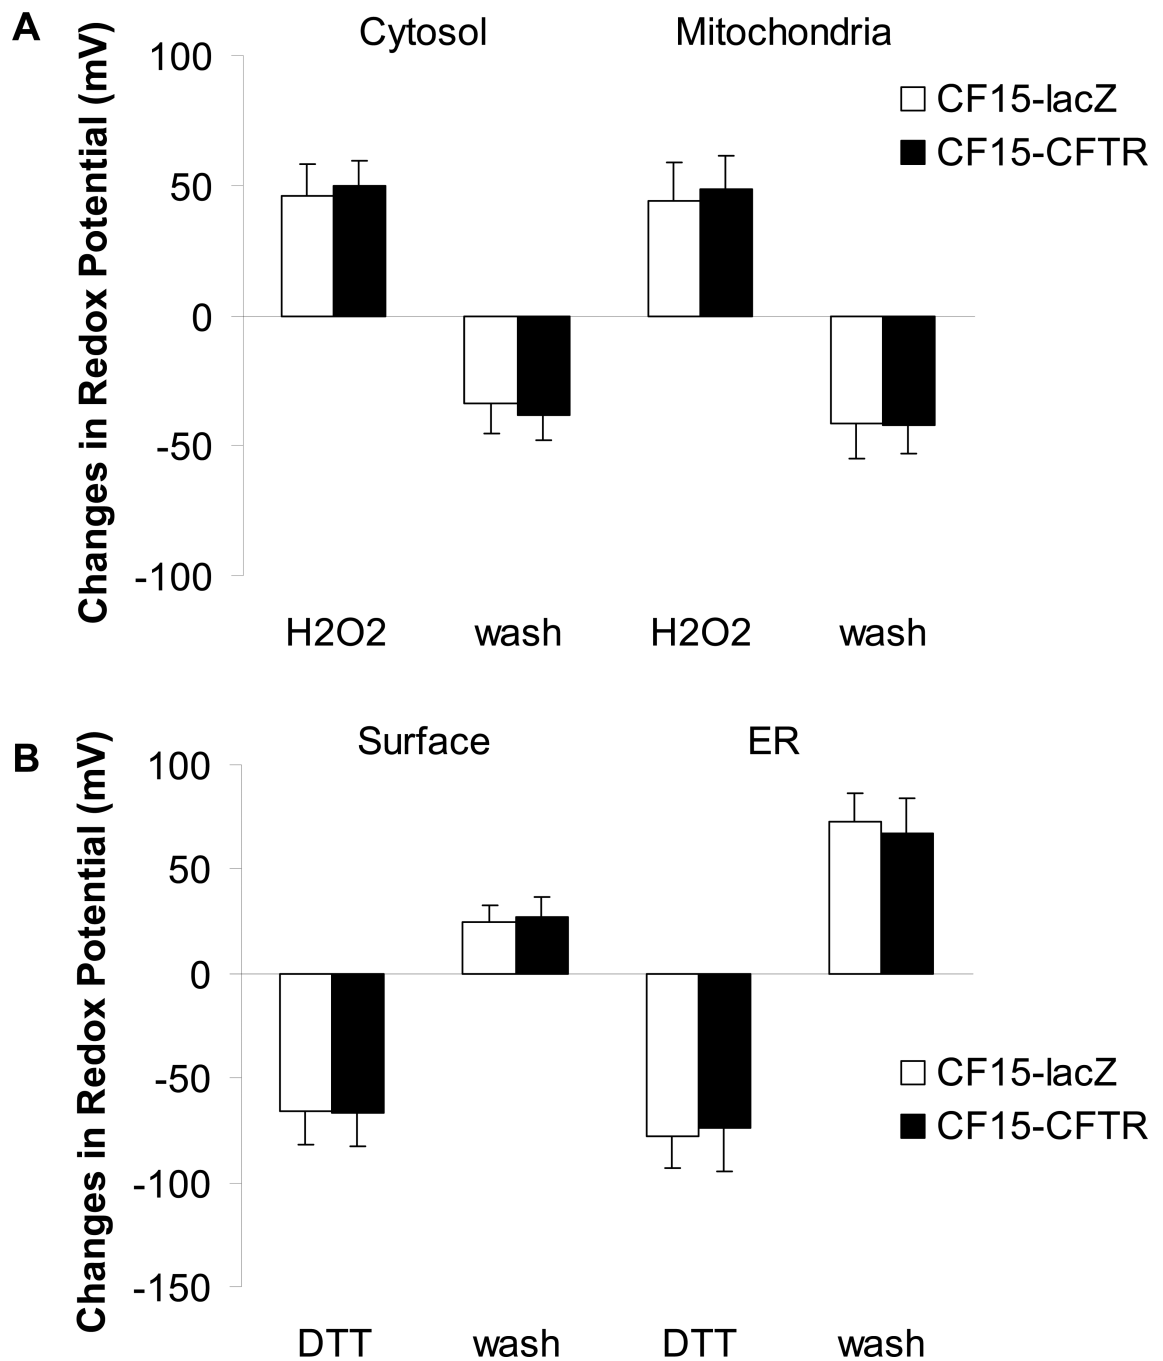 A
Changes in Redox Potential (mV)
Cytosol
Mitochondria
100
50
0
-50
-100
CF15-lacZ
CF15-CFTR
H2O2
wash
H2O2
wash
B
Changes in Redox Potential (mV)
Surface
ER
100
50
0
-50
-100
-150
CF15-lacZ
CF15-CFTR
DTT
wash
DTT
wash